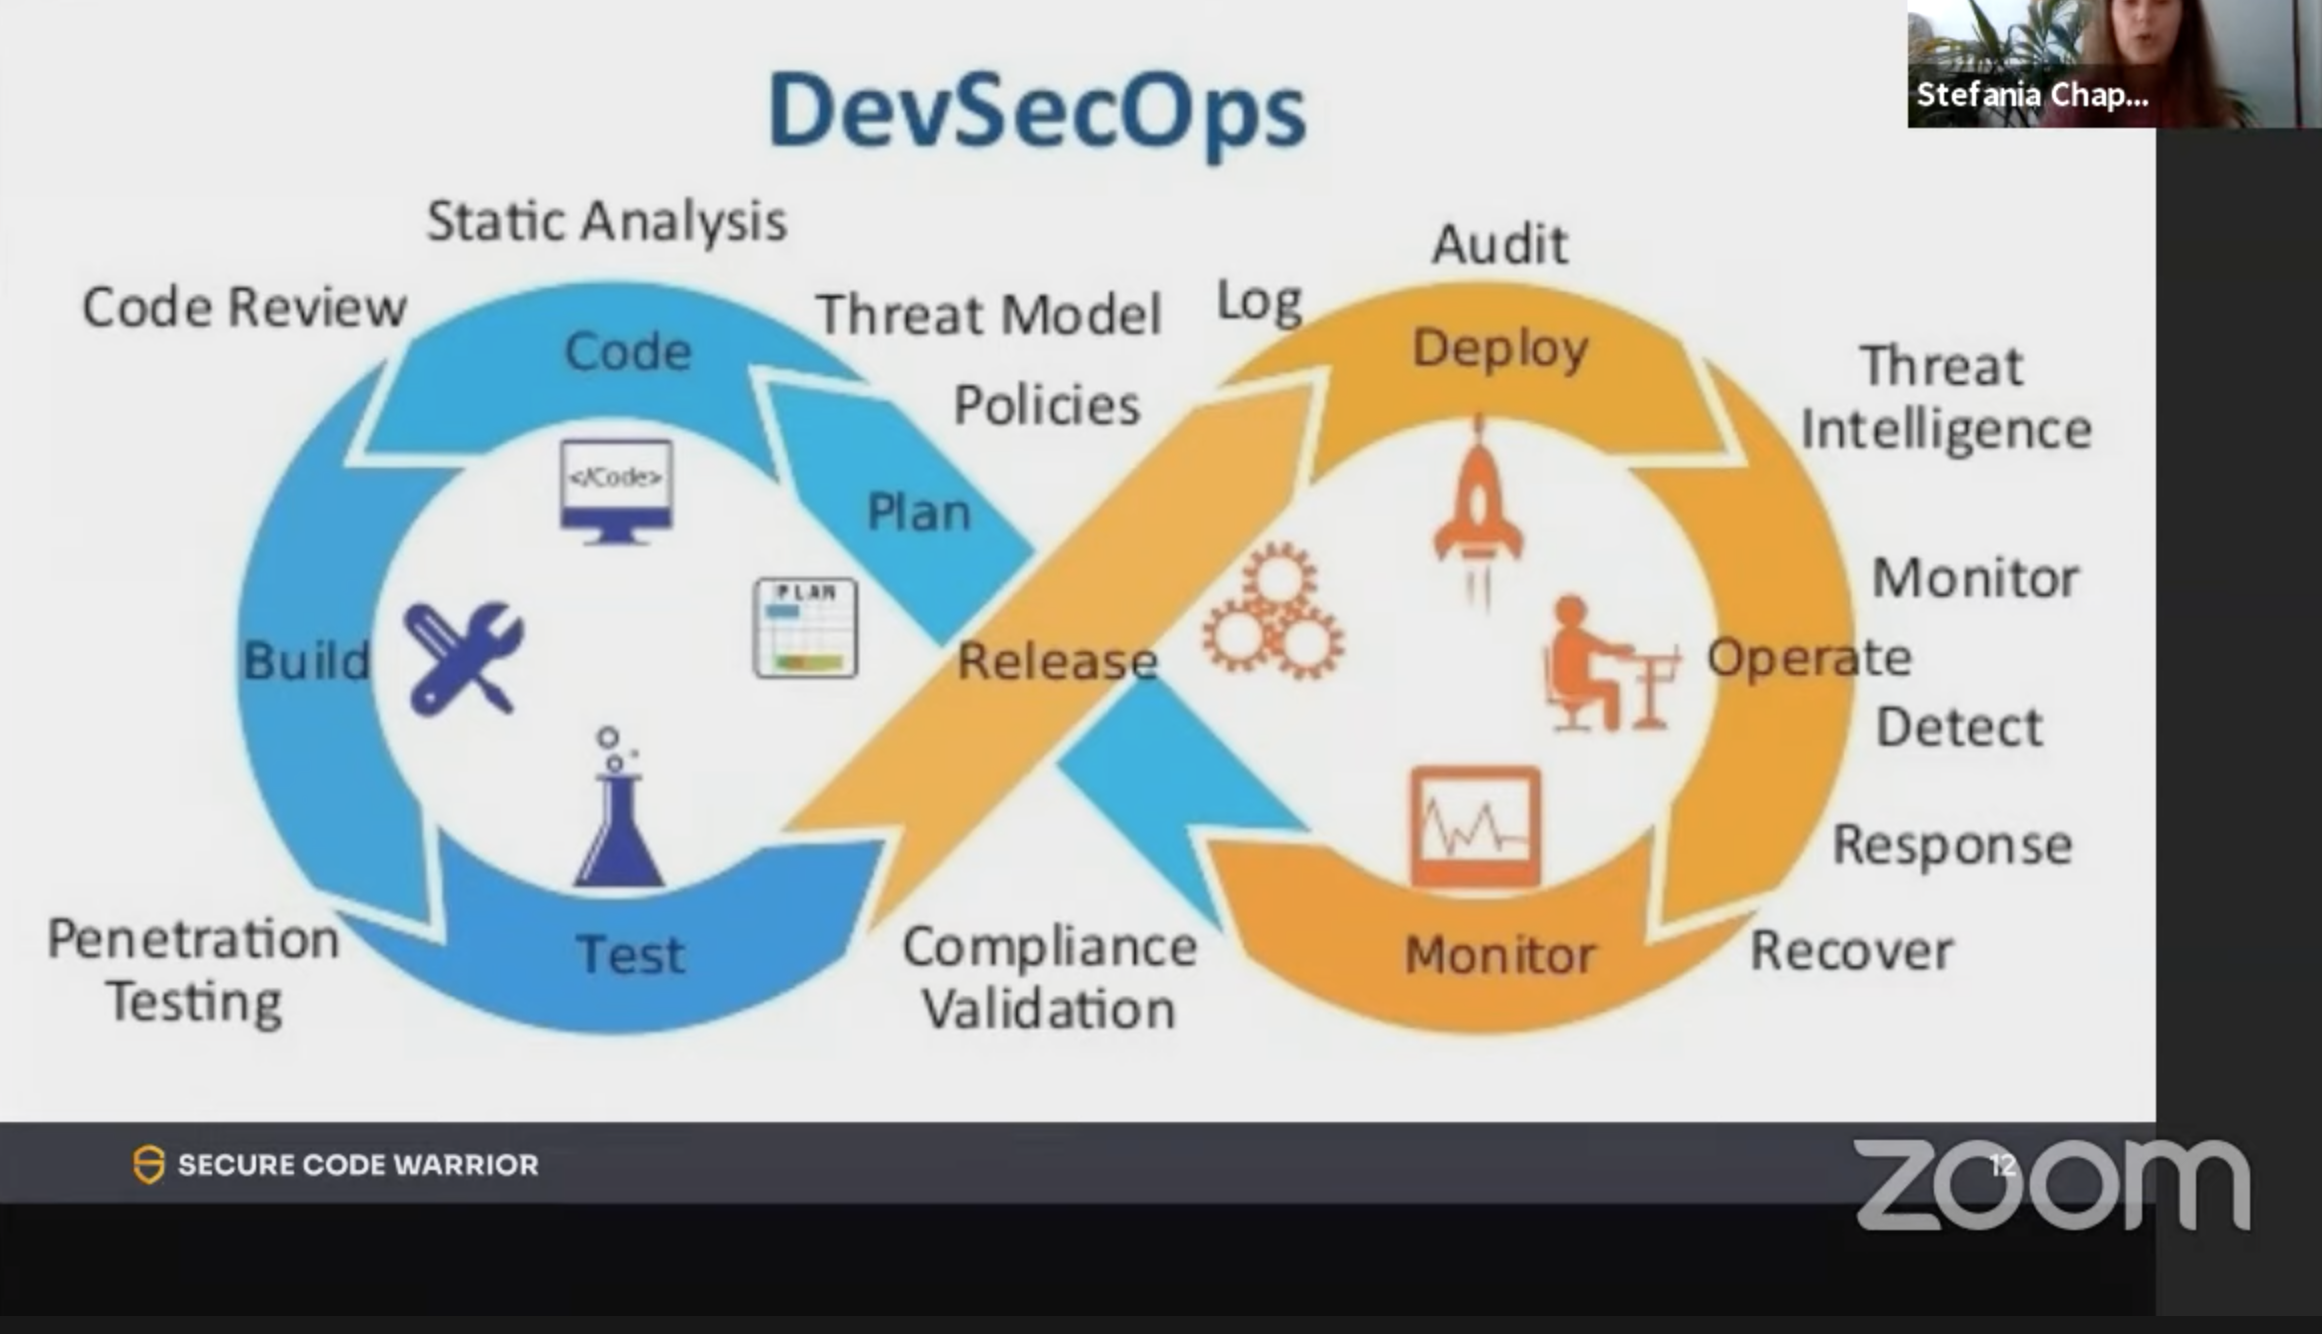 Stefania Chap...
DevSecOps
Static Analysis
Code Review
Code
Threat Model
Policies
Log
Audit
Deploy
Threat
Intelligence
</Code>
Plan
PLAN
Build
Release
Monitor
Operate
Detect
Response
Recover
Penetration
Testing
Test
Compliance
Validation
Monitor
SECURE CODE WARRIOR
12
zoom